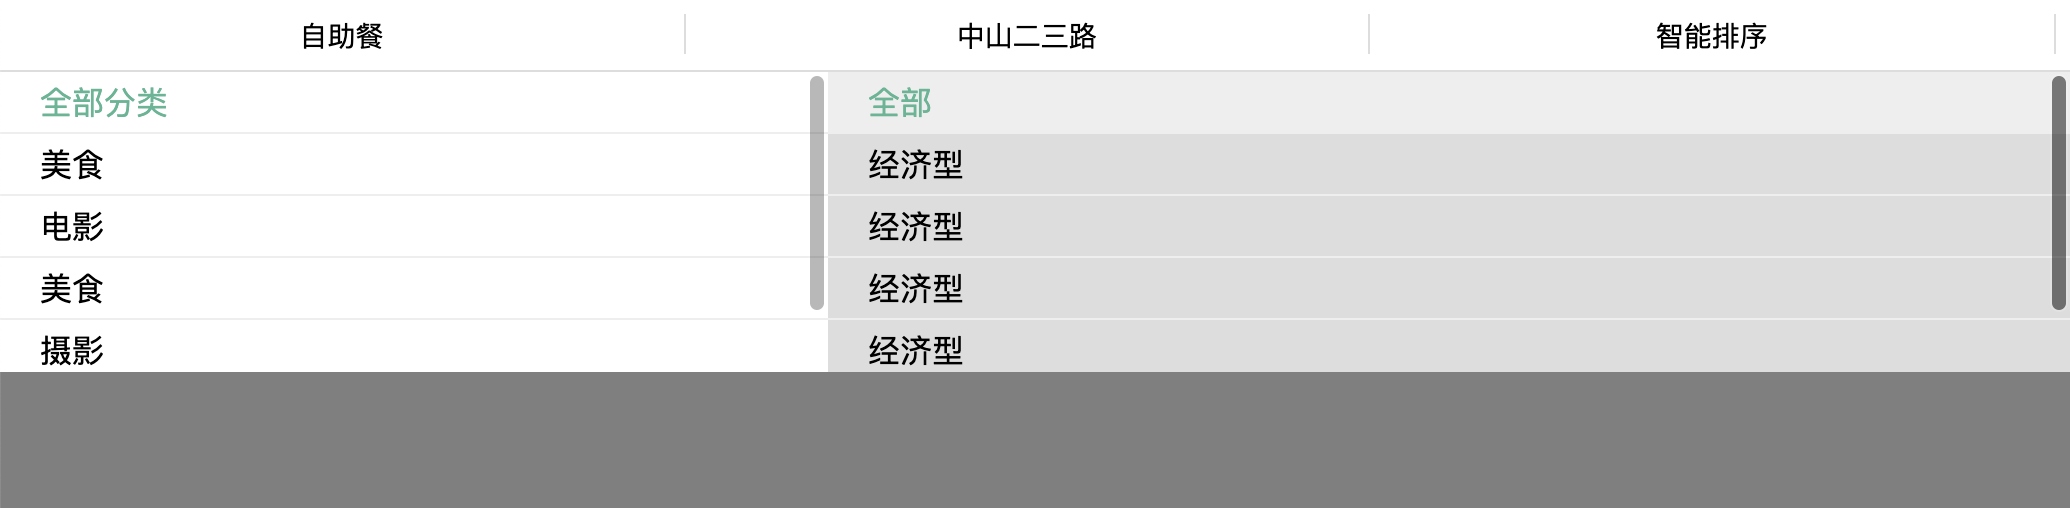 自助餐 中山二三路 智能排序
全部分类 全部
美食 经济型
电影 经济型
美食 经济型
摄影 经济型